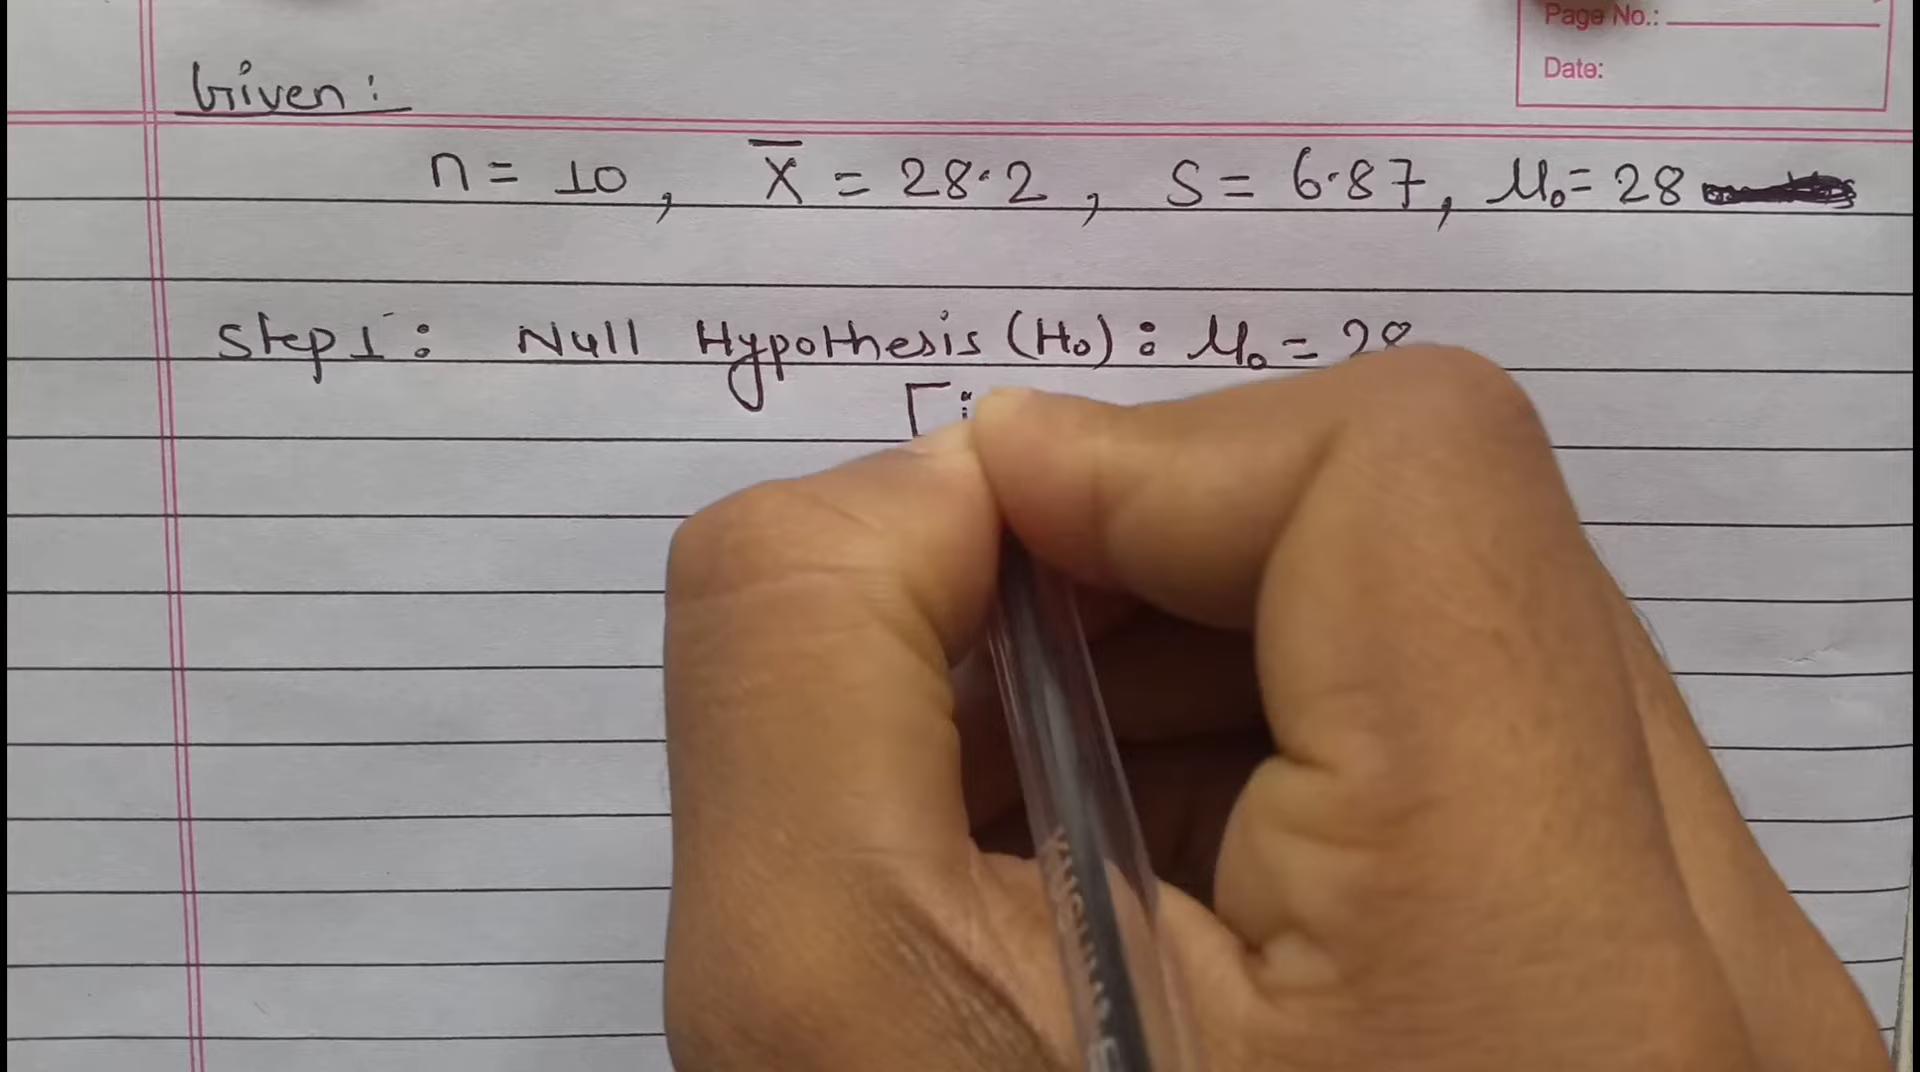 Page No.:
Date:
Given:
n = 10, X̅ = 28.2, S = 6.87, μ₀ = 28
Step 1: Null Hypothesis (H₀): μ₀ = 28
[i